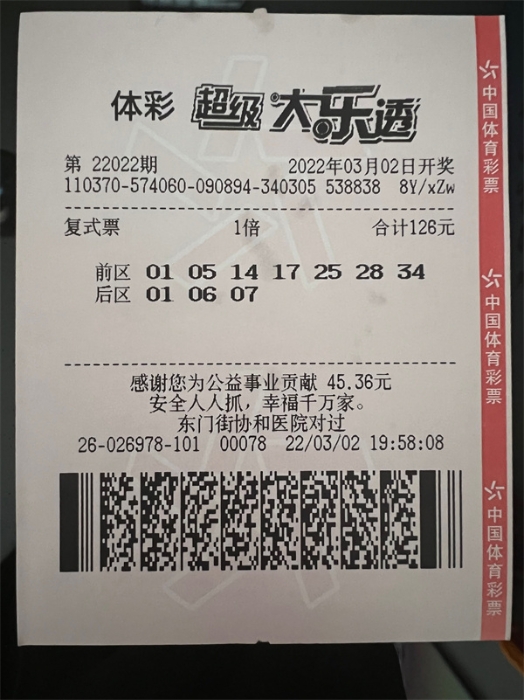 体彩 超级大乐透
第 22022期 2022年03月02日开奖
110370-574060-090894-340305 538838 8Y/xZw
复式票 1倍 合计126元
前区 01 05 14 17 25 28 34
后区 01 06 07
感谢您为公益事业贡献 45.36元
安全人人抓，幸福千万家。
东门街协和医院对过
26-026978-101 00078 22/03/02 19:58:08
中国体育彩票
中国体育彩票
中国体育彩票